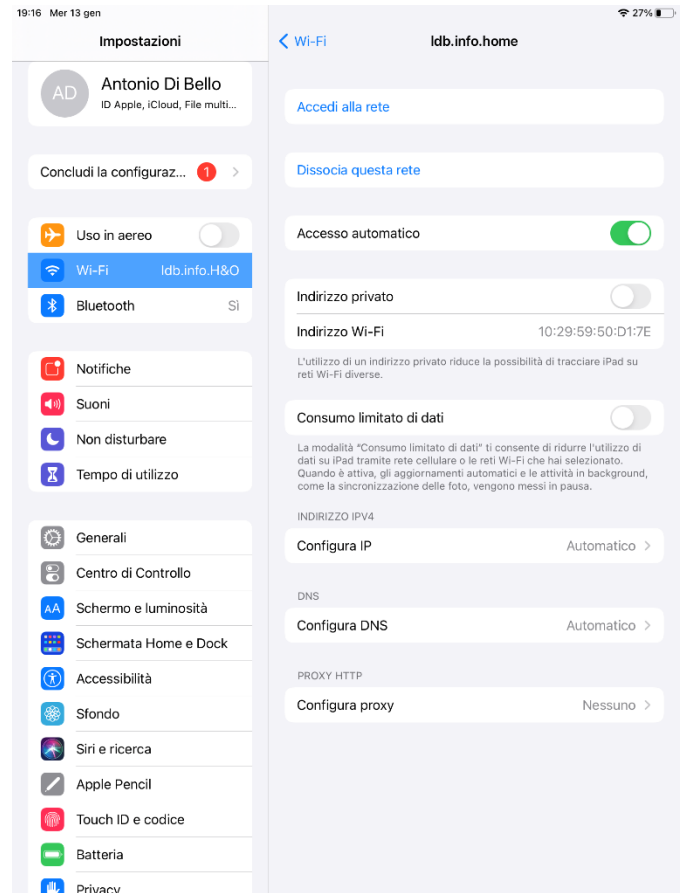 19:16 Mer 13 gen
27%
Impostazioni
AD
Antonio Di Bello
ID Apple, iCloud, File multi...
Concludi la configuraz... 1
Uso in aereo
Wi-Fi ldb.info.H&O
Bluetooth Sì
Notifiche
Suoni
Non disturbare
Tempo di utilizzo
Generali
Centro di Controllo
AA Schermo e luminosità
Schermata Home e Dock
Accessibilità
Sfondo
Siri e ricerca
Apple Pencil
Touch ID e codice
Batteria
Privacy
Wi-Fi ldb.info.home
Accedi alla rete
Dissocia questa rete
Accesso automatico
Indirizzo privato
Indirizzo Wi-Fi 10:29:59:50:D1:7E
L'utilizzo di un indirizzo privato riduce la possibilità di tracciare iPad su
reti Wi-Fi diverse.
Consumo limitato di dati
La modalità "Consumo limitato di dati" ti consente di ridurre l'utilizzo di
dati su iPad tramite rete cellulare o le reti Wi-Fi che hai selezionato.
Quando è attiva, gli aggiornamenti automatici e le attività in background,
come la sincronizzazione delle foto, vengono messi in pausa.
INDIRIZZO IPV4
Configura IP Automatico
DNS
Configura DNS Automatico
PROXY HTTP
Configura proxy Nessuno